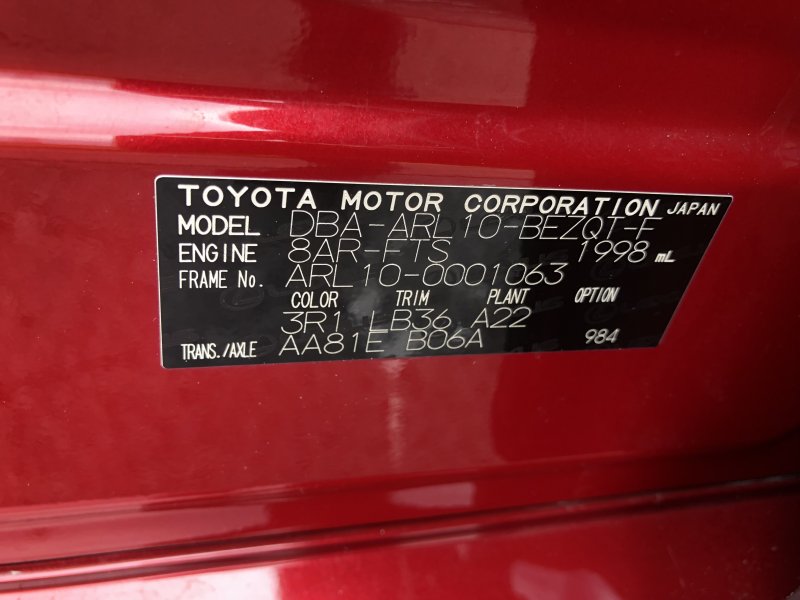 TOYOTA MOTOR CORPORATION JAPAN
MODEL DBA-ARL10-BEZQT-F
ENGINE 8AR-FTS 1998 mL
FRAME No. ARL10-0001063
COLOR TRIM PLANT OPTION
3R1 LB36 A22
TRANS./AXLE AA81E B06A 984